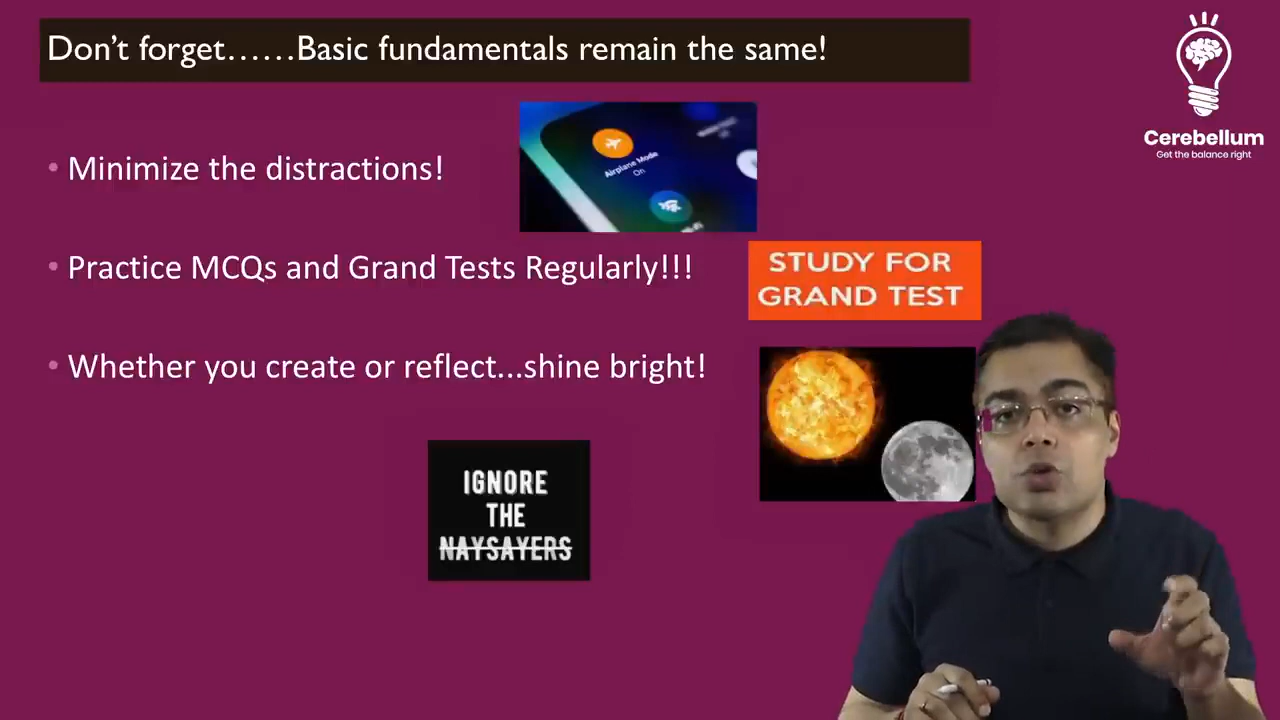 Don't forget......Basic fundamentals remain the same!
Cerebellum
Get the balance right
• Minimize the distractions!
Airplane Mode
On
• Practice MCQs and Grand Tests Regularly!!!
STUDY FOR
GRAND TEST
• Whether you create or reflect...shine bright!
IGNORE
THE
NAYSAYERS